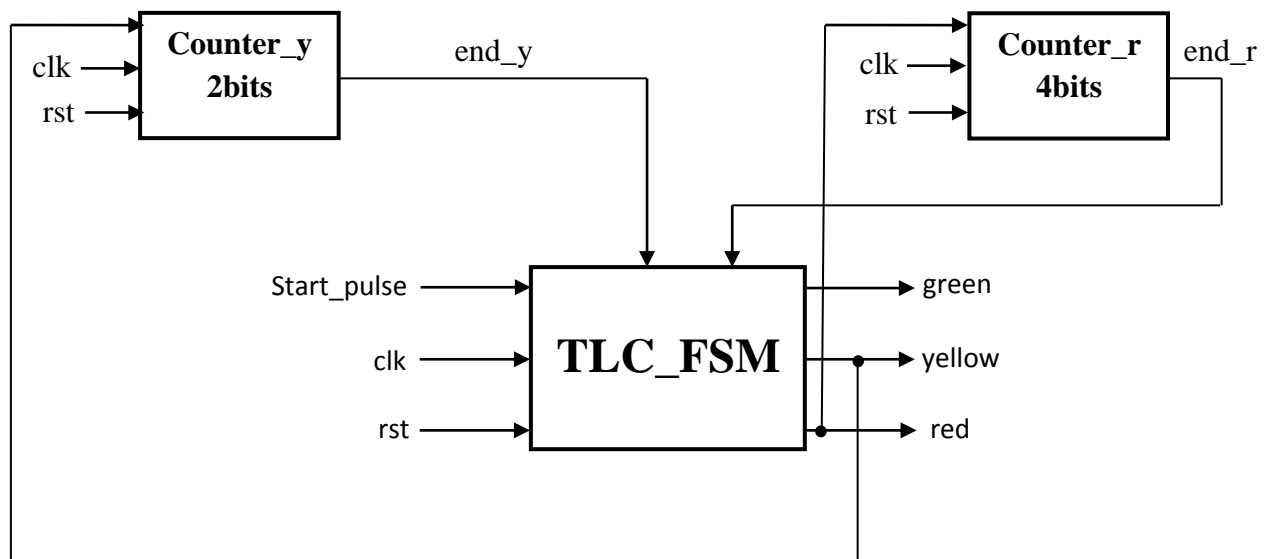 Counter_y
2bits
clk
rst
end_y
Counter_r
4bits
clk
rst
end_r
Start_pulse
clk
rst
TLC_FSM
green
yellow
red